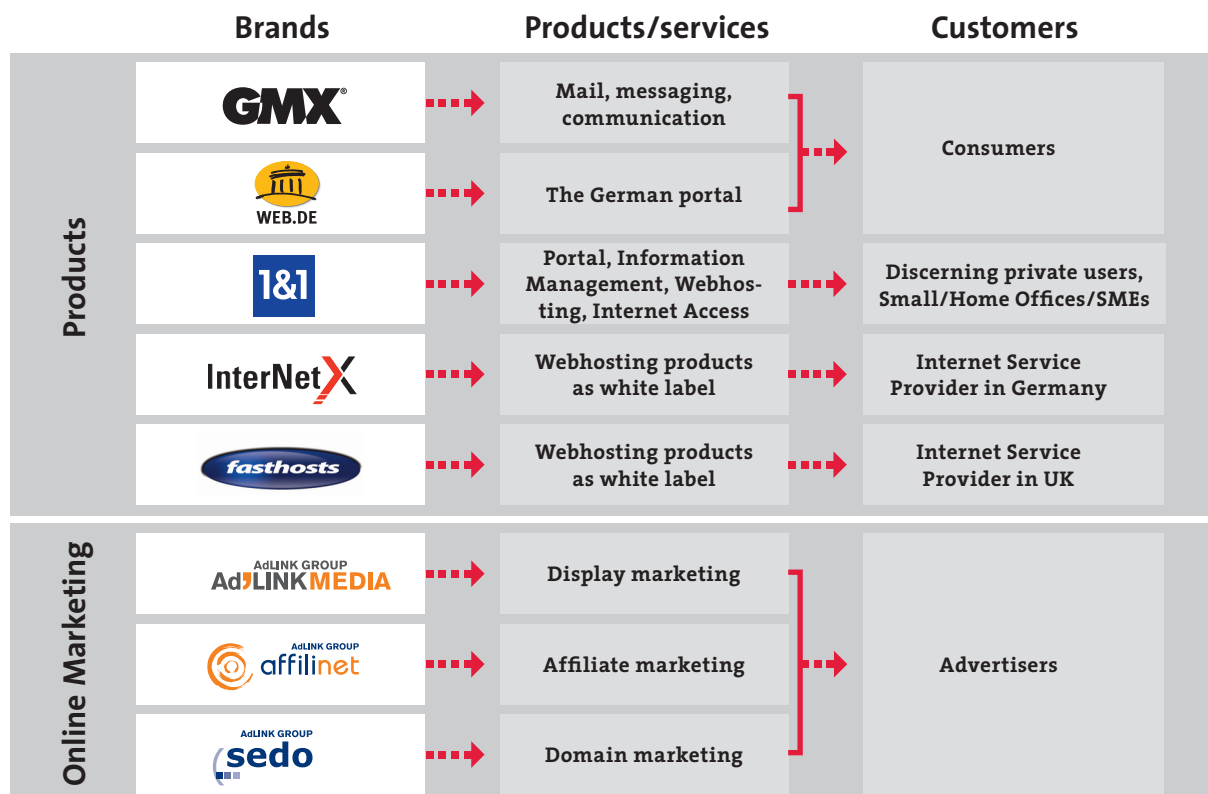 Brands Products/services Customers
Products
GMX®
Mail, messaging,
communication
Consumers
WEB.DE
The German portal
1&1
Portal, Information
Management, Webhos-
ting, Internet Access
Discerning private users,
Small/Home Offices/SMEs
InterNetX
Webhosting products
as white label
Internet Service
Provider in Germany
fasthosts
Webhosting products
as white label
Internet Service
Provider in UK
Online Marketing
AdLINK GROUP
Ad'LINKMEDIA
Display marketing
AdLINK GROUP
affilinet
Affiliate marketing
Advertisers
AdLINK GROUP
sedo
Domain marketing